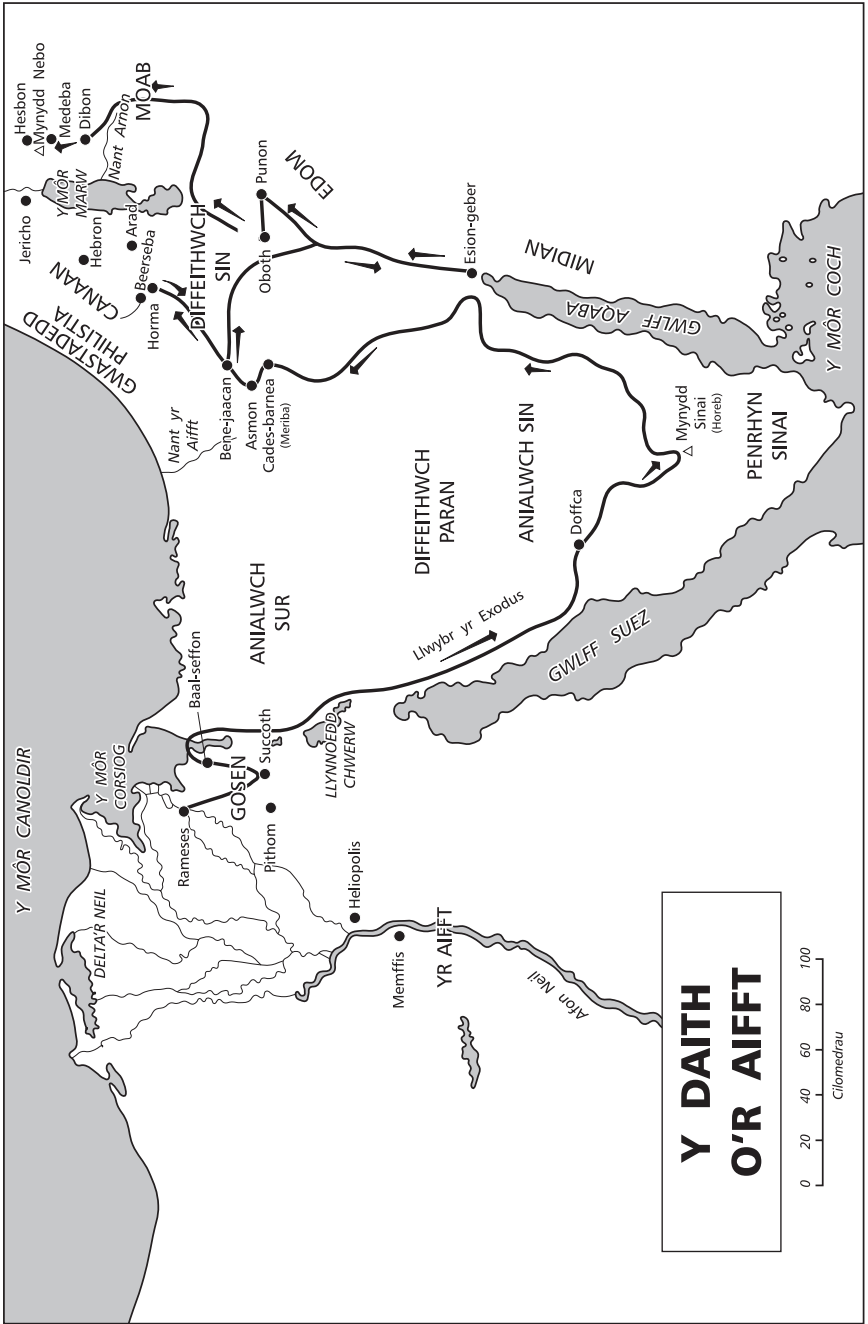 Y DAITH
O'R AIFFT
0 20 40 60 80 100
Cilomedrau
Y MÔR CANOLDIR
DELTA'R NEIL
Y MÔR
CORSIOG
Rameses
GOSEN
Pithom
Succoth
Baal-seffon
LLYNNOEDD
CHWERW
Heliopolis
Memffis
YR AIFFT
Afon Neil
ANIALWCH
SUR
Llwybr yr Exodus
GWLFF SUEZ
DIFFEITHWCH
PARAN
ANIALWCH SIN
Doffca
Mynydd
Sinai
(Horeb)
PENRHYN
SINAI
Y MÔR COCH
GWLFF AQABA
MIDIAN
Esion-geber
EDOM
Punon
Oboth
DIFFEITHWCH
SIN
Nant yr
Aifft
Bene-jaacan
Asmon
Cades-barnea
(Meriba)
GWASTADEDD
PHILISTIA
CANAAN
Horma
Beerseba
Arad
Hebron
Jericho
Y MÔR
MARW
Nant Arnon
MOAB
Dibon
Medeba
Mynydd Nebo
Hesbon